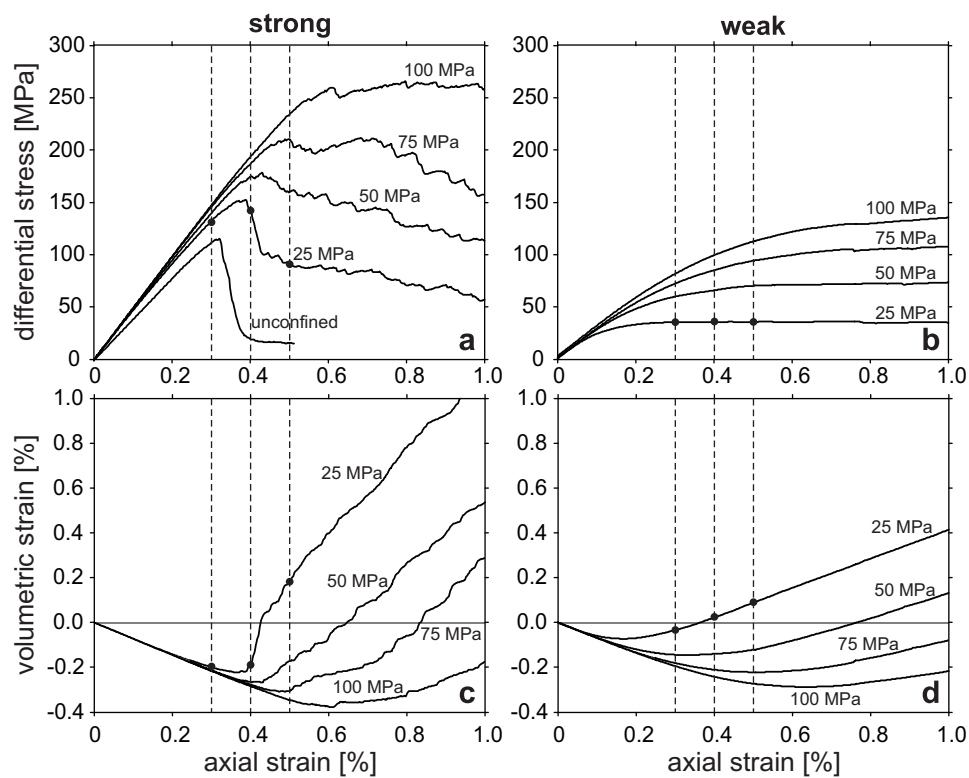 strong
weak
differential stress [MPa]
300
250
200
150
100
50
0
100 MPa
75 MPa
50 MPa
25 MPa
unconfined
a
0 0.2 0.4 0.6 0.8 1.0
300
250
200
150
100
50
0
100 MPa
75 MPa
50 MPa
25 MPa
b
0 0.2 0.4 0.6 0.8 1.0
volumetric strain [%]
1.0
0.8
0.6
0.4
0.2
0.0
-0.2
-0.4
25 MPa
50 MPa
75 MPa
100 MPa
c
0 0.2 0.4 0.6 0.8 1.0
axial strain [%]
1.0
0.8
0.6
0.4
0.2
0.0
-0.2
-0.4
25 MPa
50 MPa
75 MPa
100 MPa
d
0 0.2 0.4 0.6 0.8 1.0
axial strain [%]